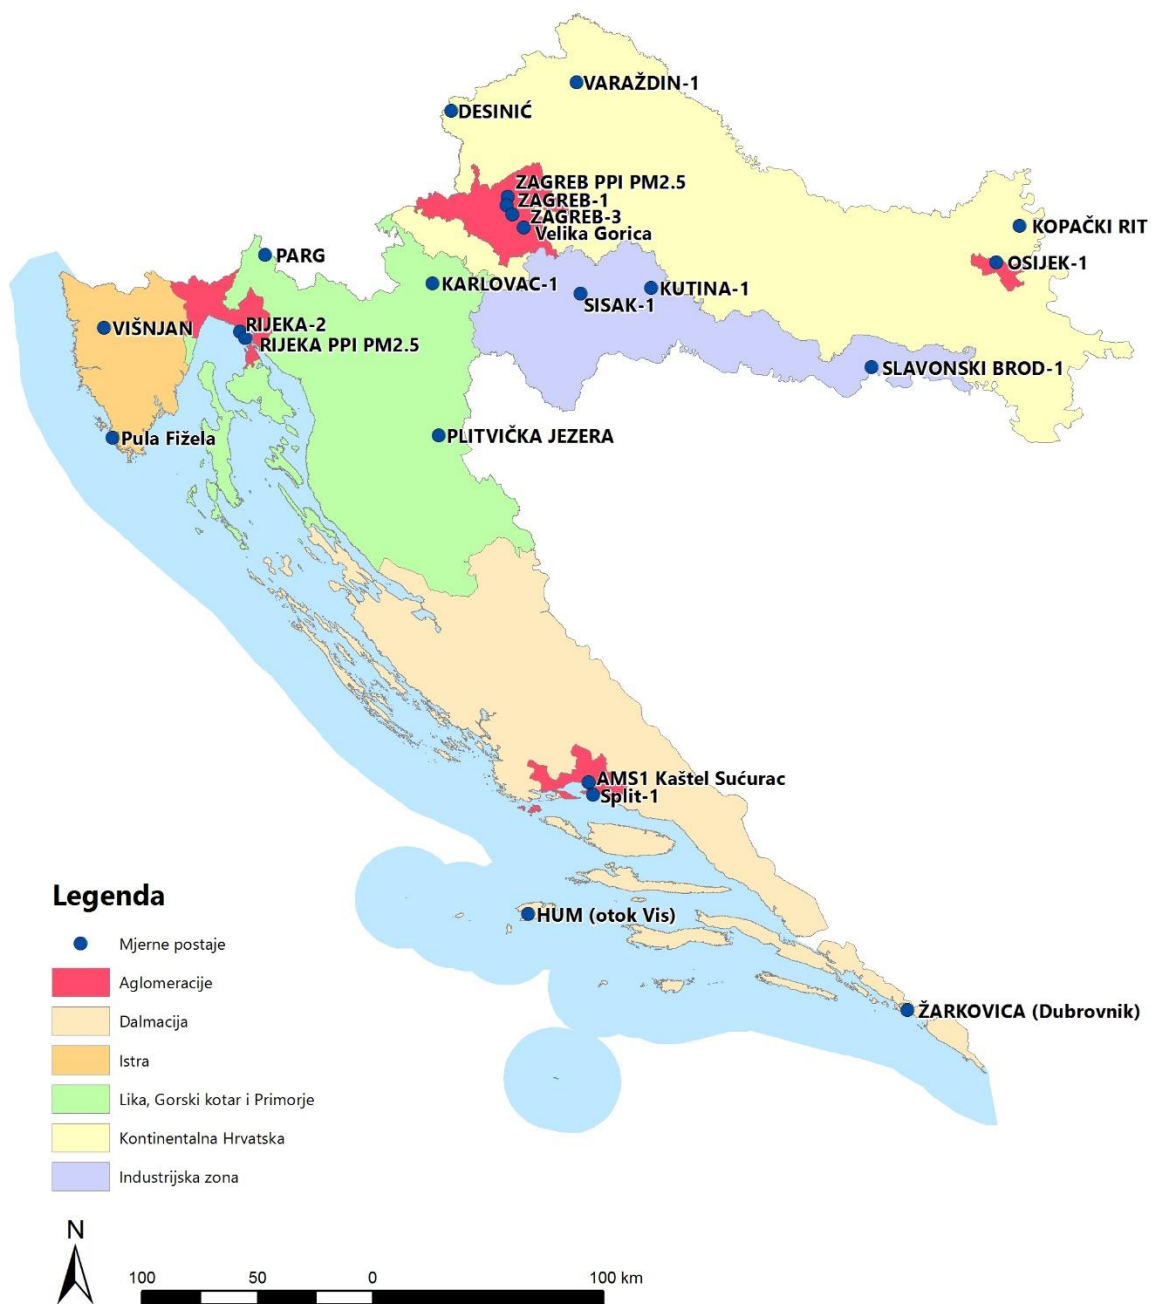 VARAŽDIN-1
DESINIĆ
ZAGREB PPI PM2.5
ZAGREB-1
ZAGREB-3
Velika Gorica
KOPAČKI RIT
PARG
OSIJEK-1
KARLOVAC-1
KUTINA-1
SISAK-1
VIŠNJAN
RIJEKA-2
RIJEKA PPI PM2.5
SLAVONSKI BROD-1
Pula Fižela
PLITVIČKA JEZERA
AMS1 Kaštel Sućurac
Split-1
HUM (otok Vis)
ŽARKOVICA (Dubrovnik)
Legenda
Mjerne postaje
Aglomeracije
Dalmacija
Istra
Lika, Gorski kotar i Primorje
Kontinentalna Hrvatska
Industrijska zona
N
100 50 0 100 km